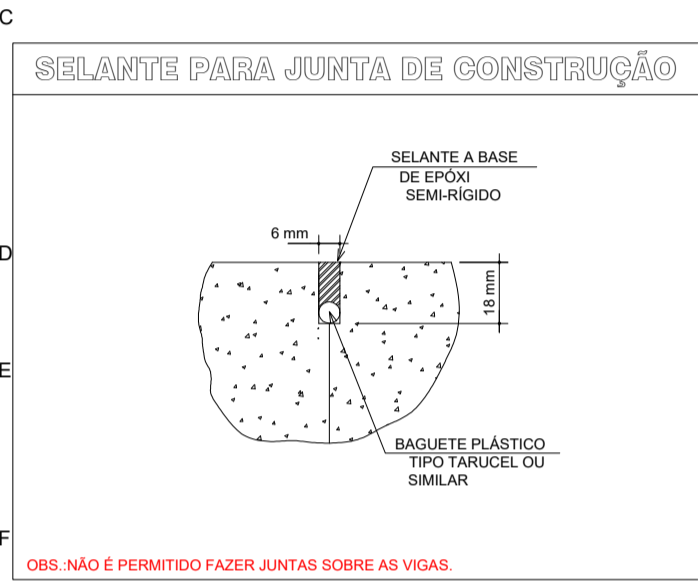 C
SELANTE PARA JUNTA DE CONSTRUÇÃO
SELANTE A BASE
DE EPÓXI
SEMI-RÍGIDO
6 mm
D
18 mm
E
BAGUETE PLÁSTICO
TIPO TARUCEL OU
SIMILAR
F
OBS.:NÃO É PERMITIDO FAZER JUNTAS SOBRE AS VIGAS.